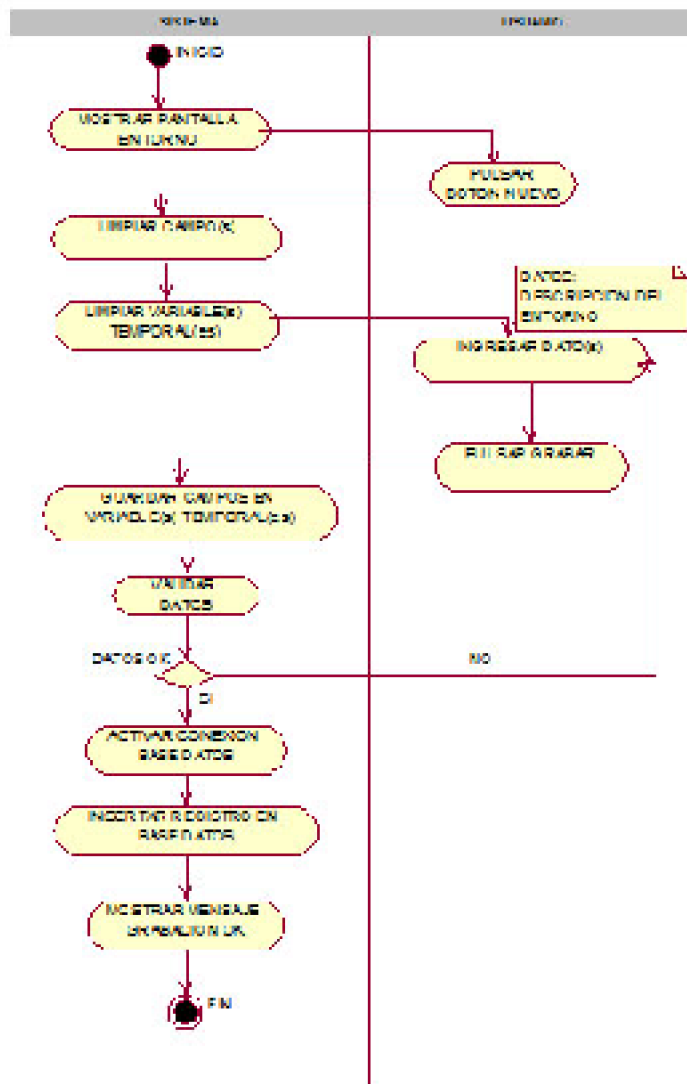 SISTEMA
USUARIO
INICIO
MOSTRAR PANTALLA
ENTORNO
PULSAR
BOTON NUEVO
LIMPIAR CAMPO(s)
DATOS:
DESCRIPCION DEL
ENTORNO
LIMPIAR VARIABLE(s)
TEMPORAL(es)
INGRESAR DATO(s)
PULSAR GRABAR
GUARDAR CAMPOS EN
VARIABLE(s) TEMPORAL(es)
VALIDAR
DATOS
DATOS OK
NO
SI
ACTIVAR CONEXION
BASE DATOS
INSERTAR REGISTRO EN
BASE DATOS
MOSTRAR MENSAJE
GRABACION OK
FIN